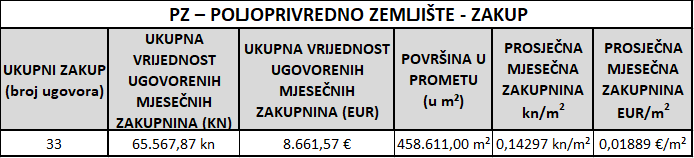 PZ – POLJOPRIVREDNO ZEMLJIŠTE - ZAKUP
UKUPNI ZAKUP
(broj ugovora)
UKUPNA
VRIJEDNOST
UGOVORENIH
MJESEČNIH
ZAKUPNINA (KN)
UKUPNA VRIJEDNOST
UGOVORENIH
MJESEČNIH
ZAKUPNINA (EUR)
POVRŠINA U
PROMETU
(u m²)
PROSJEČNA
MJESEČNA
ZAKUPNINA
kn/m²
PROSJEČNA
MJESEČNA
ZAKUPNINA
EUR/m²
33
65.567,87 kn
8.661,57 €
458.611,00 m²
0,14297 kn/m²
0,01889 €/m²